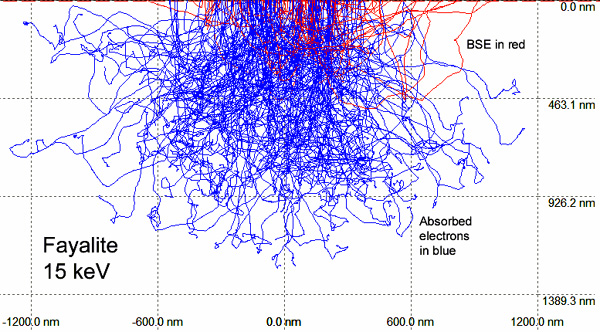 0.0 nm
BSE in red
463.1 nm
926.2 nm
Absorbed
electrons
in blue
Fayalite
15 keV
1389.3 nm
-1200.0 nm -600.0 nm 0.0 nm 600.0 nm 1200.0 nm